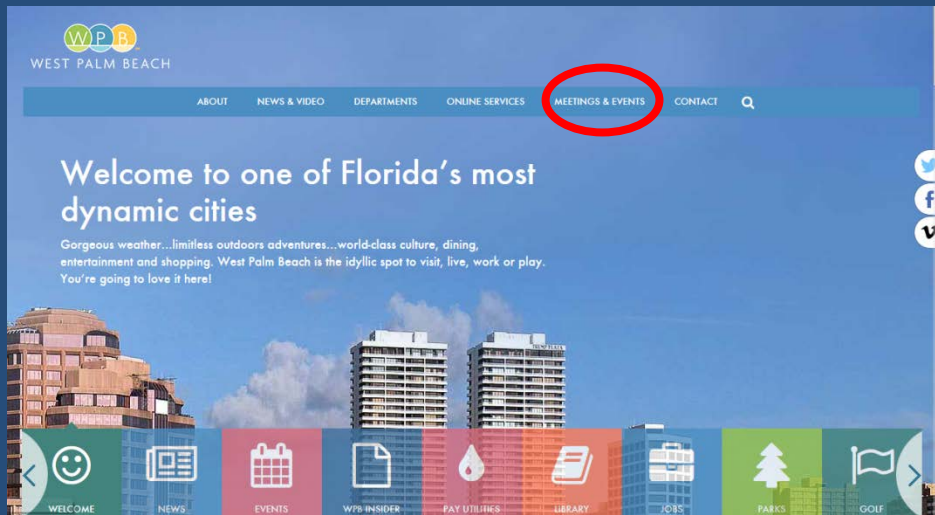 WPB
WEST PALM BEACH
ABOUT NEWS & VIDEO DEPARTMENTS ONLINE SERVICES MEETINGS & EVENTS CONTACT
Welcome to one of Florida's most
dynamic cities
Gorgeous weather...limitless outdoors adventures...world-class culture, dining,
entertainment and shopping. West Palm Beach is the idyllic spot to visit, live, work or play.
You're going to love it here!
TRUMP PLAZA
WELCOME NEWS EVENTS WPB INSIDER PAY UTILITIES LIBRARY JOBS PARKS GOLF